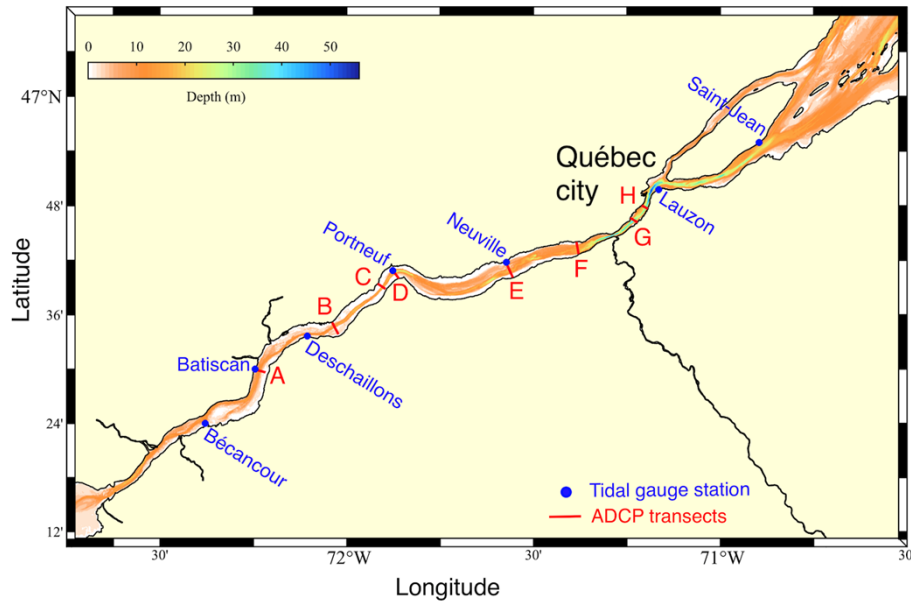 0 10 20 30 40 50
Depth (m)
47°N
48'
36'
24'
12'
Latitude
Saint-Jean
Québec
city
H
Lauzon
G
Neuville
F
E
Portneuf
C
D
B
Deschaillons
Batiscan
A
Bécancour
Tidal gauge station
ADCP transects
30' 72°W 30' 71°W 30'
Longitude